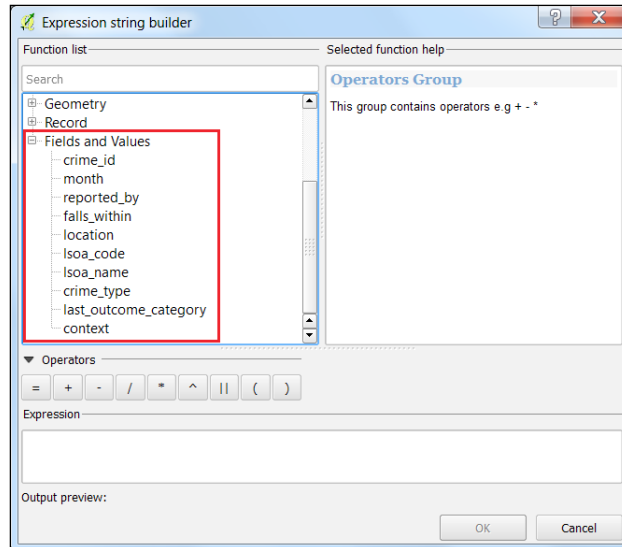 Expression string builder
Function list
Selected function help
Search
Geometry
Record
Fields and Values
crime_id
month
reported_by
falls_within
location
lsoa_code
lsoa_name
crime_type
last_outcome_category
context
Operators Group
This group contains operators e.g + - *
Operators
= + - / * ^ || ( )
Expression
Output preview:
OK Cancel